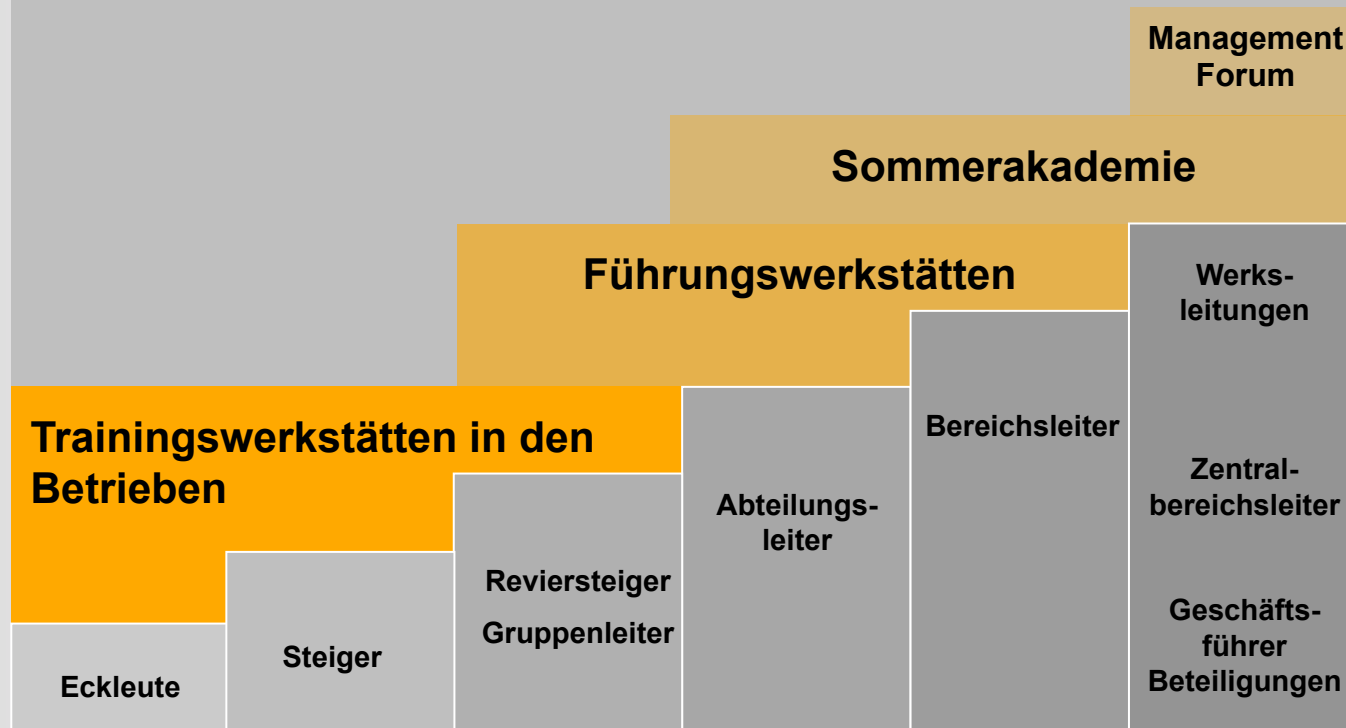 Management
Forum
Sommerakademie
Führungswerkstätten
Trainingswerkstätten in den
Betrieben
Eckleute
Steiger
Reviersteiger
Gruppenleiter
Abteilungs-
leiter
Bereichsleiter
Werks-
leitungen
Zentral-
bereichsleiter
Geschäfts-
führer
Beteiligungen